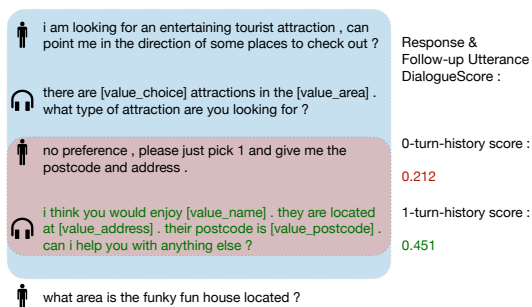 i am looking for an entertaining tourist attraction , can
point me in the direction of some places to check out ?
there are [value_choice] attractions in the [value_area] .
what type of attraction are you looking for ?
no preference , please just pick 1 and give me the
postcode and address .
i think you would enjoy [value_name] . they are located
at [value_address] . their postcode is [value_postcode] .
can i help you with anything else ?
what area is the funky fun house located ?
Response &
Follow-up Utterance
DialogueScore :
0-turn-history score :
0.212
1-turn-history score :
0.451